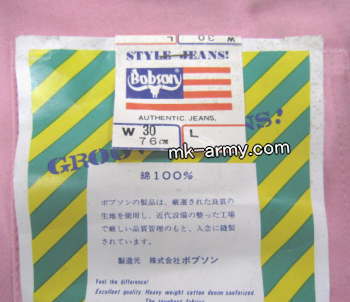 W 30 L
STYLE JEANS!
Bobson
AUTHENTIC JEANS,
W 30 L
76cm
mk-army.com
GROOVY JEANS!
綿100%
ボブソンの製品は、厳選された良質の
生地を使用し、近代設備の整った工場
で厳しい品質管理のもと、入念に縫製
されています。
製造元 株式会社ボブソン
Feel the difference!
Excellent quality. Heavy weight cotton denim sanforized